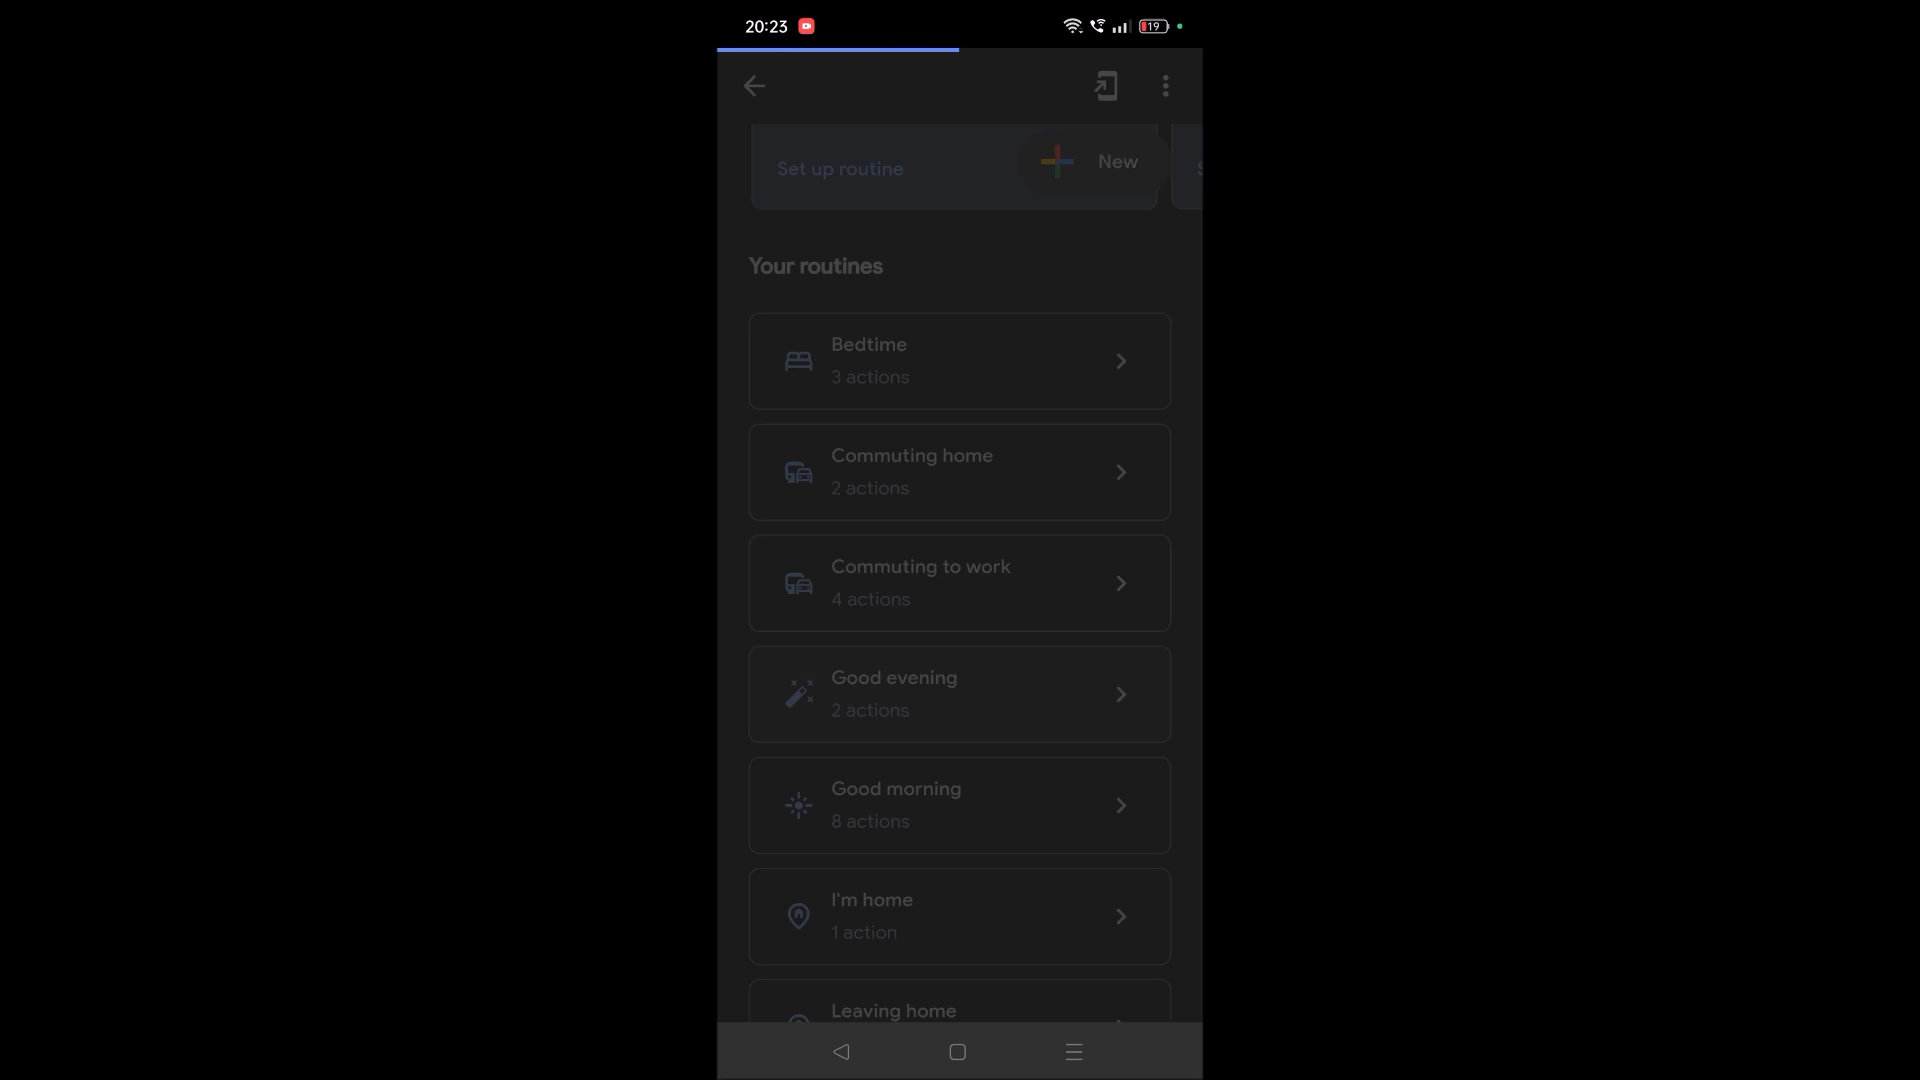 20:23
19
New
Set up routine
Your routines
Bedtime
3 actions
Commuting home
2 actions
Commuting to work
4 actions
Good evening
2 actions
Good morning
8 actions
I'm home
1 action
Leaving home